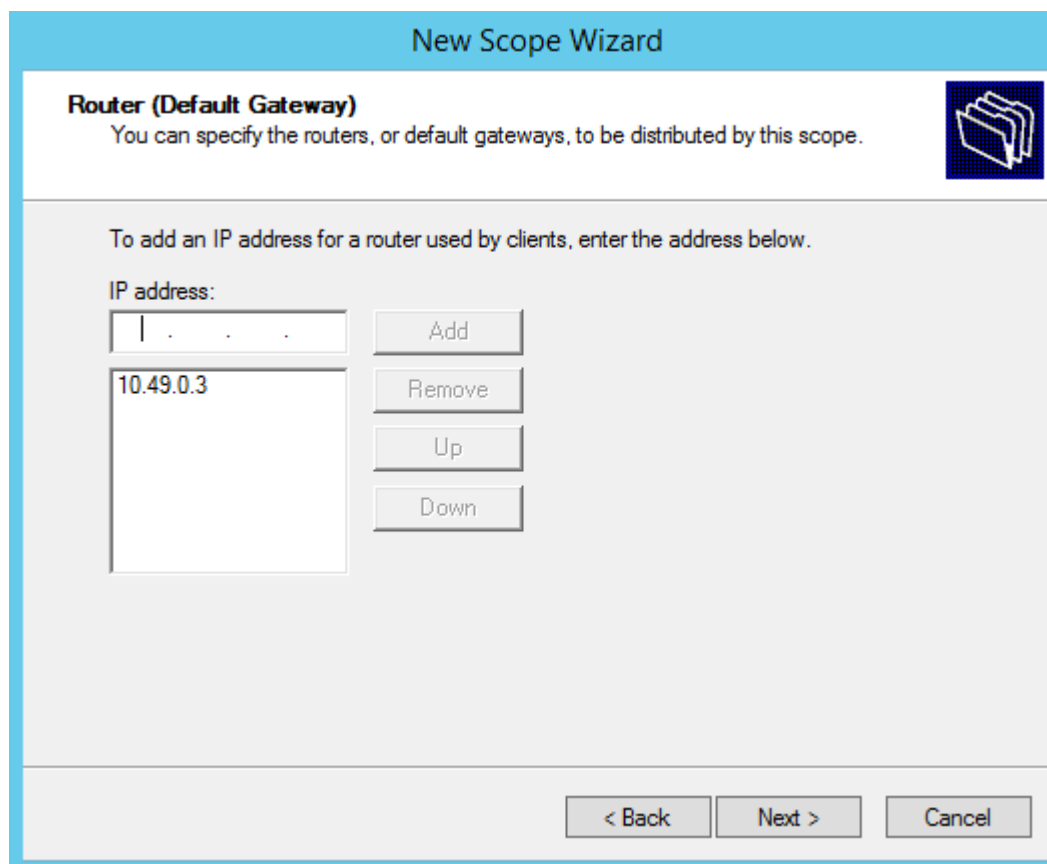 New Scope Wizard
Router (Default Gateway)
You can specify the routers, or default gateways, to be distributed by this scope.
To add an IP address for a router used by clients, enter the address below.
IP address:
. . .
Add
10.49.0.3
Remove
Up
Down
< Back
Next >
Cancel